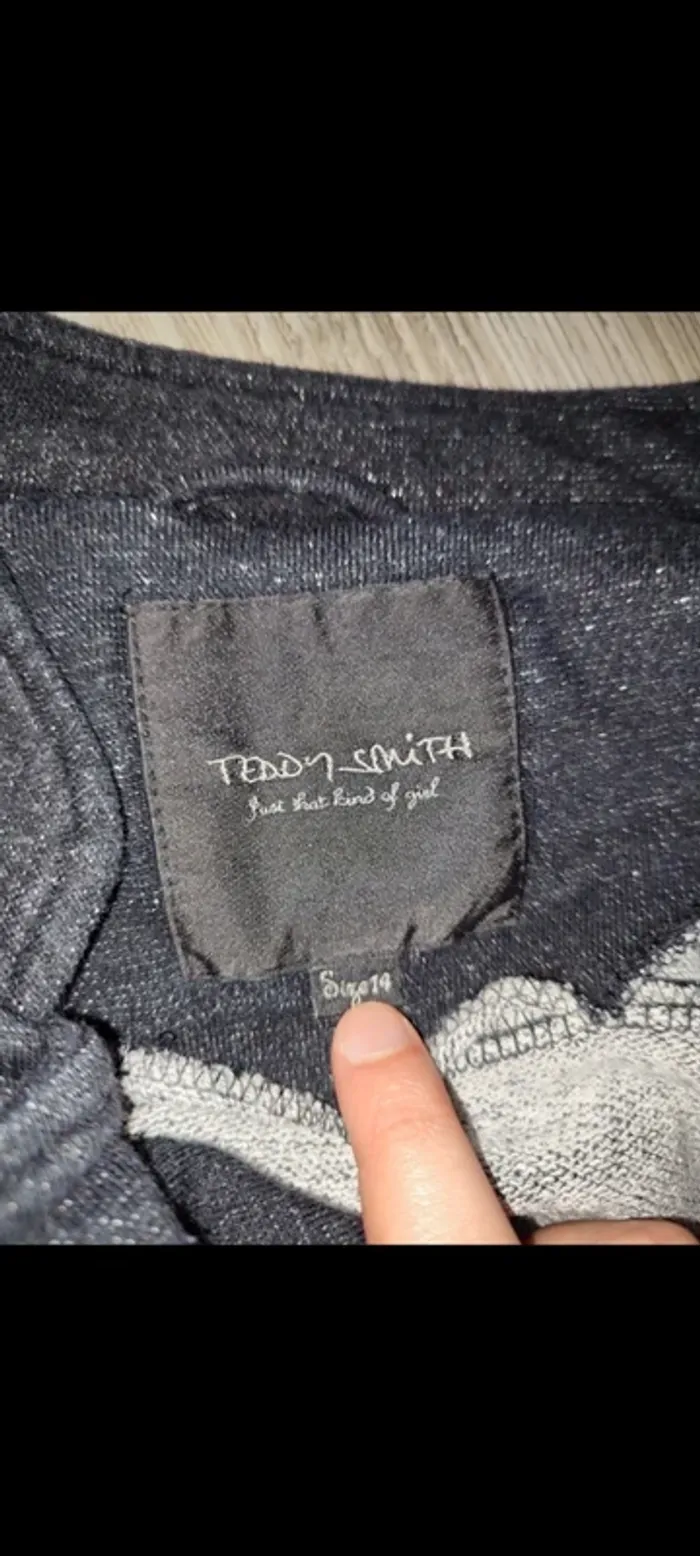 TEDDY SMITH
Just that kind of girl
Size 14